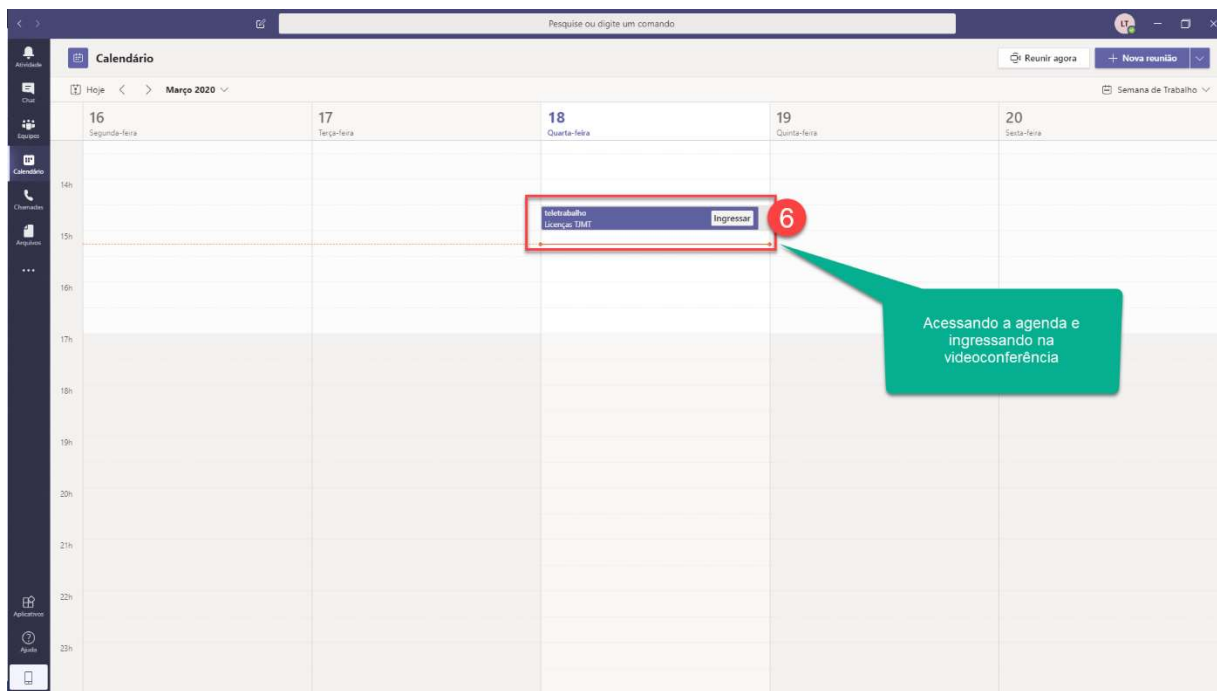 Pesquise ou digite um comando
LT
Atividade
Chat
Equipes
Calendário
Chamadas
Arquivos
Aplicativos
Ajuda
Calendário
Reunir agora
+ Nova reunião
Hoje
Março 2020
Semana de Trabalho
16
Segunda-feira
17
Terça-feira
18
Quarta-feira
19
Quinta-feira
20
Sexta-feira
14h
15h
16h
17h
18h
19h
20h
21h
22h
23h
teletrabalho
Licenças TJMT
Ingressar
6
Acessando a agenda e
ingressando na
videoconferência